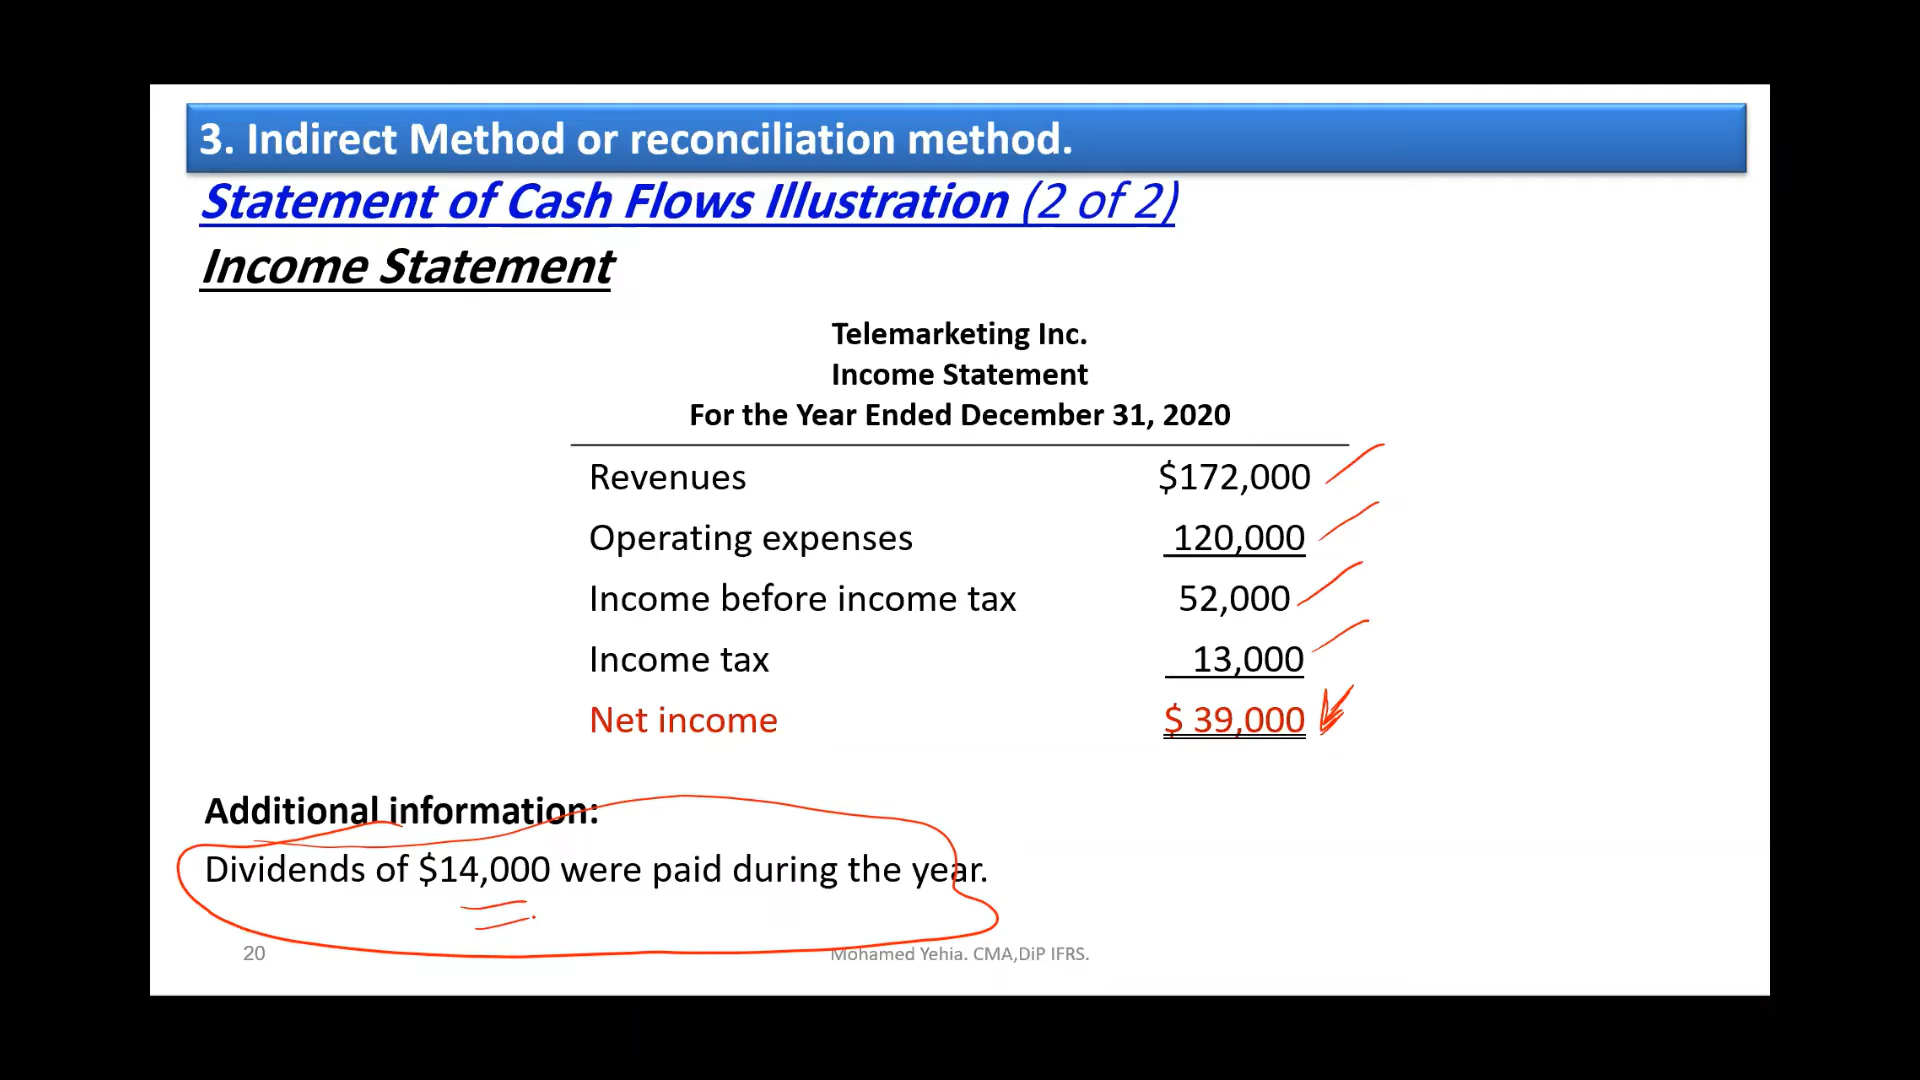 3. Indirect Method or reconciliation method.
Statement of Cash Flows Illustration (2 of 2)
Income Statement
Telemarketing Inc.
Income Statement
For the Year Ended December 31, 2020
Revenues $172,000
Operating expenses 120,000
Income before income tax 52,000
Income tax 13,000
Net income $ 39,000
Additional information:
Dividends of $14,000 were paid during the year.
20 Mohamed Yehia. CMA,DiP IFRS.